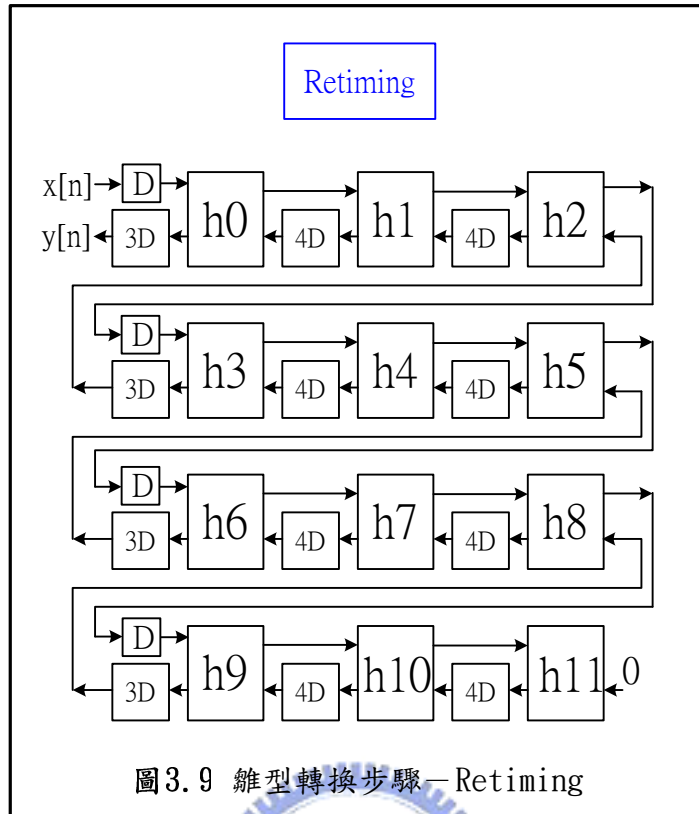 Retiming
x[n] D h0 h1 h2
y[n] 3D 4D 4D
D h3 h4 h5
3D 4D 4D
D h6 h7 h8
3D 4D 4D
D h9 h10 h11 0
3D 4D 4D
圖3.9 雛型轉換步驟－Retiming